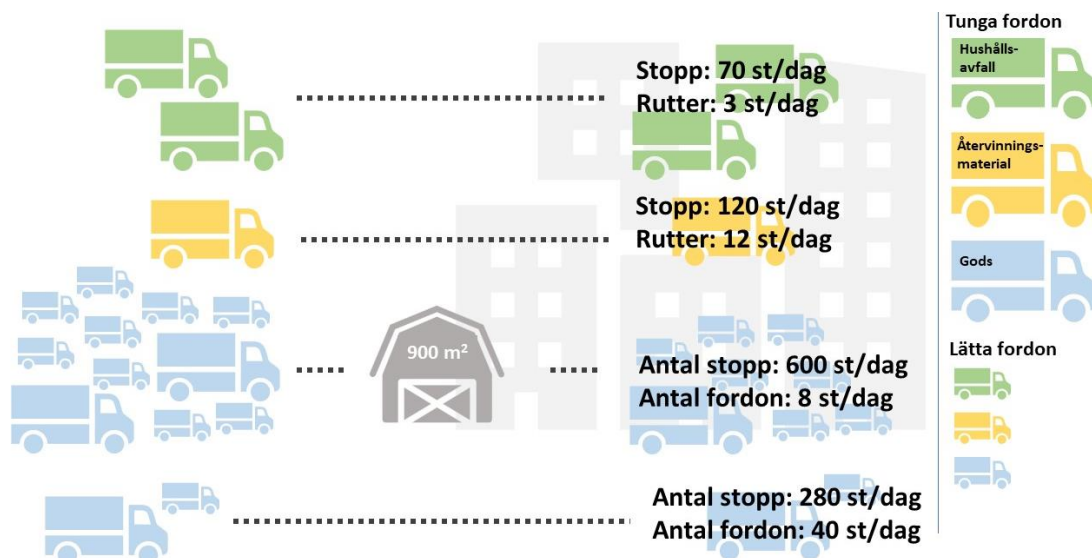 Stopp: 70 st/dag
Rutter: 3 st/dag
Stopp: 120 st/dag
Rutter: 12 st/dag
900 m²
Antal stopp: 600 st/dag
Antal fordon: 8 st/dag
Antal stopp: 280 st/dag
Antal fordon: 40 st/dag
Tunga fordon
Hushålls-
avfall
Återvinnings-
material
Gods
Lätta fordon